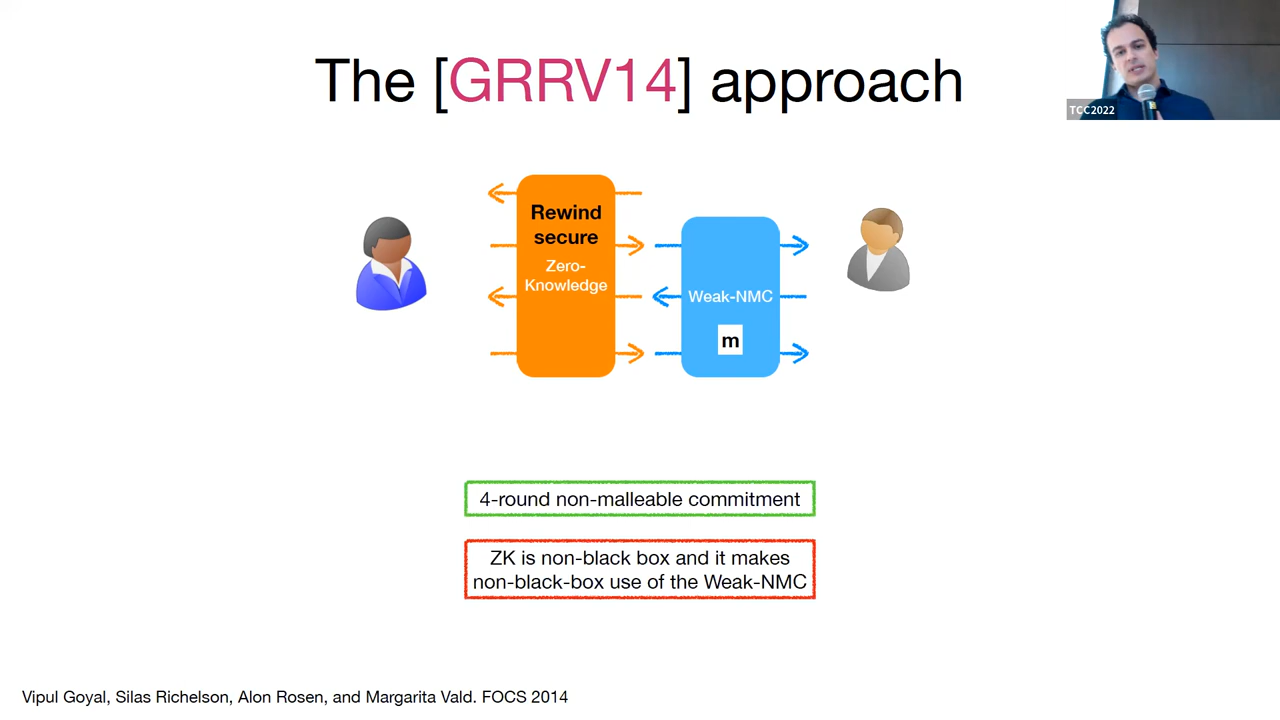 The [GRRV14] approach
TCC2022
Rewind
secure
Zero-
Knowledge
Weak-NMC
m
4-round non-malleable commitment
ZK is non-black box and it makes
non-black-box use of the Weak-NMC
Vipul Goyal, Silas Richelson, Alon Rosen, and Margarita Vald. FOCS 2014